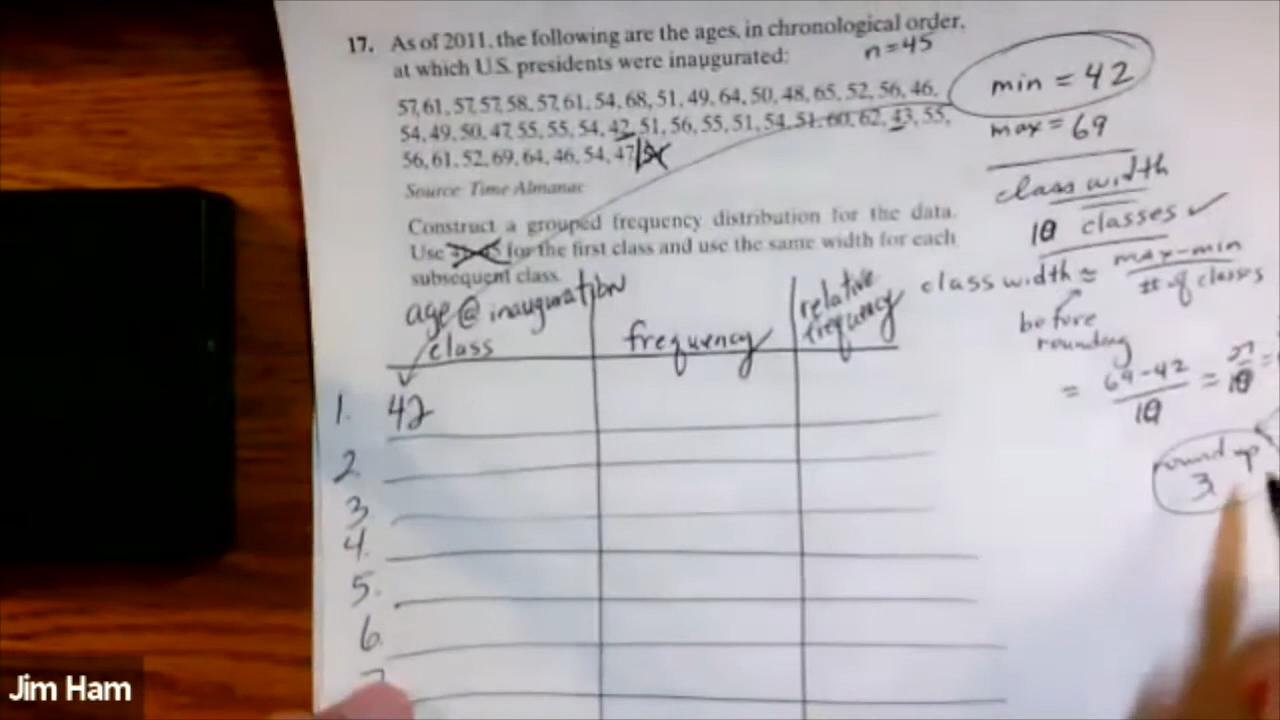 17. As of 2011, the following are the ages, in chronological order,
at which U.S. presidents were inaugurated:
n = 45
57, 61, 57, 57, 58, 57, 61, 54, 68, 51, 49, 64, 50, 48, 65, 52, 56, 46,
54, 49, 50, 47, 55, 55, 54, 42, 51, 56, 55, 51, 54, 51, 60, 62, 43, 55,
56, 61, 52, 69, 64, 46, 54, 47
Source: Time Almanac
Construct a grouped frequency distribution for the data.
Use for the first class and use the same width for each
subsequent class.
min = 42
max = 69
class width
10 classes ✓
class width ≈ max-min
# of classes
before
rounding
= 69-42 = 27 =
10 10
round up
3
age @ inauguration
class
frequency
relative
frequency
1. 42
2.
3.
4.
5.
6.
7
Jim Ham